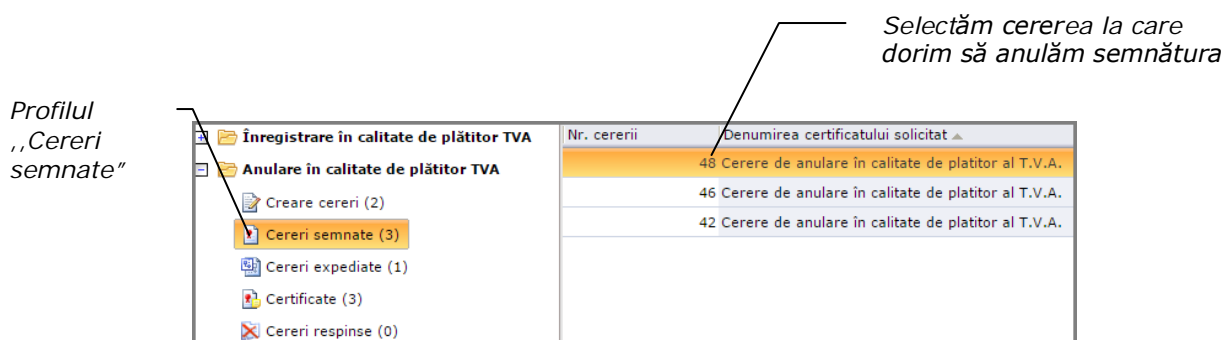 Selectăm cererea la care
dorim să anulăm semnătura
Profilul
,,Cereri
semnate"
Înregistrare în calitate de plătitor TVA
Anulare în calitate de plătitor TVA
Creare cereri (2)
Cereri semnate (3)
Cereri expediate (1)
Certificate (3)
Cereri respinse (0)
Nr. cererii Denumirea certificatului solicitat
48 Cerere de anulare în calitate de platitor al T.V.A.
46 Cerere de anulare în calitate de platitor al T.V.A.
42 Cerere de anulare în calitate de platitor al T.V.A.